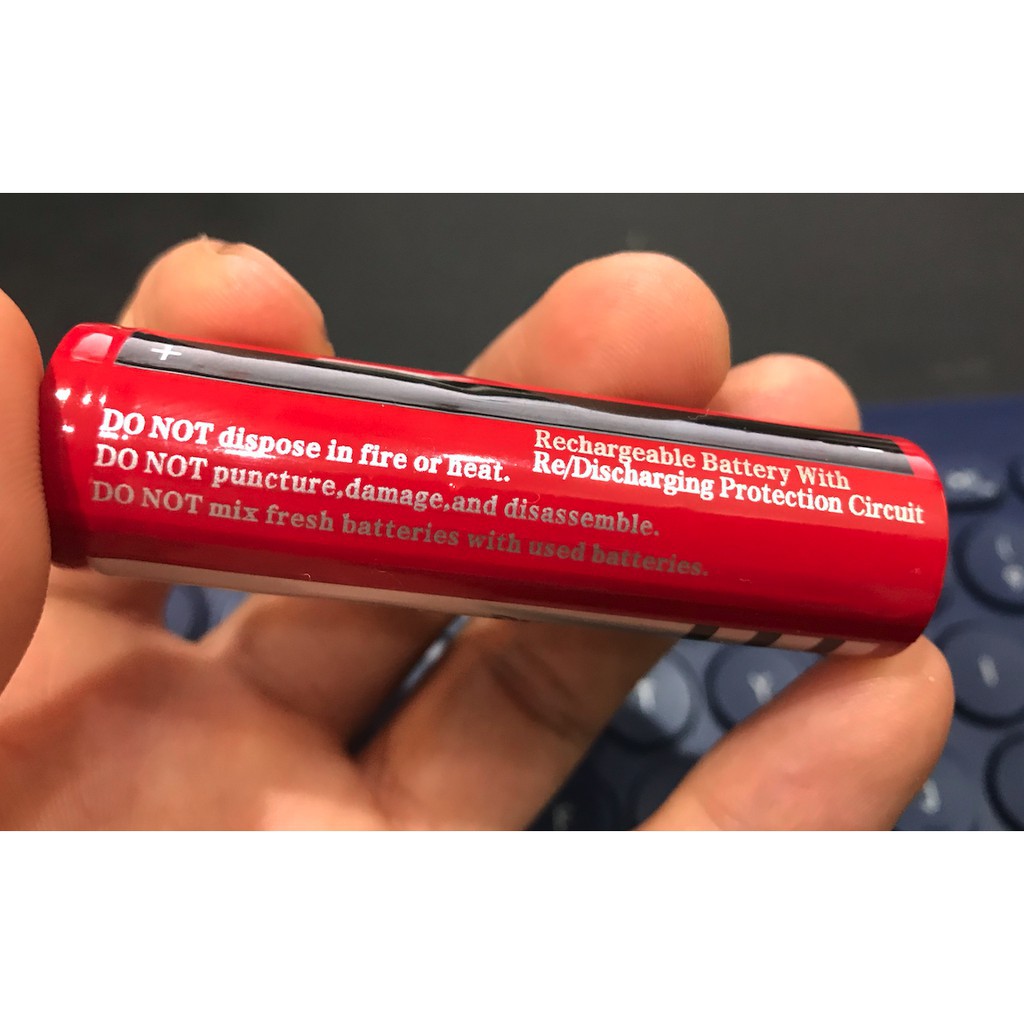 +
-
DO NOT dispose in fire or heat.
DO NOT puncture,damage,and disassemble.
DO NOT mix fresh batteries with used batteries.
Rechargeable Battery With
Re/Discharging Protection Circuit